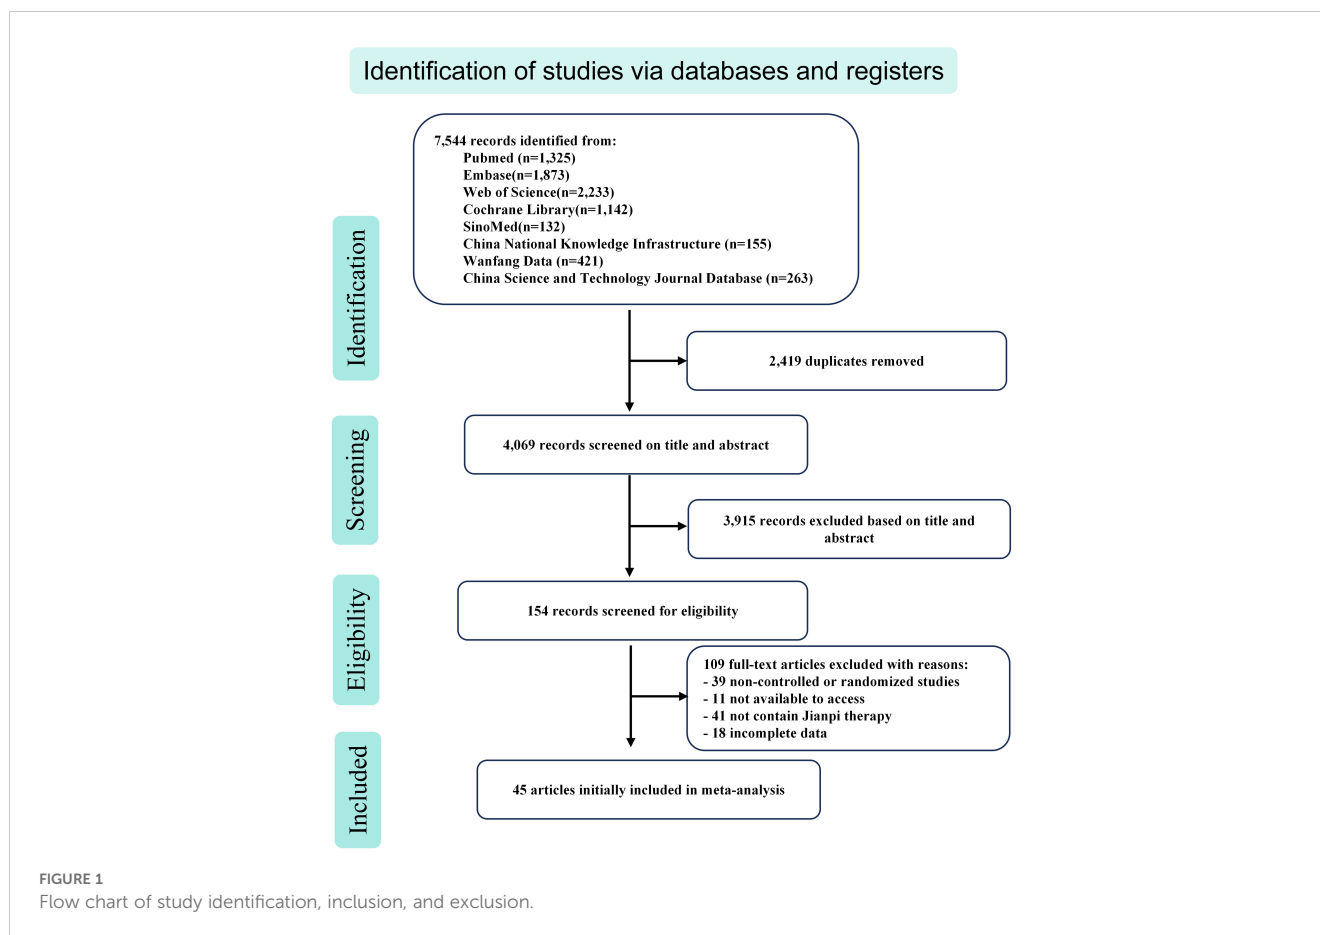 Identification of studies via databases and registers
7,544 records identified from:
Pubmed (n=1,325)
Embase(n=1,873)
Web of Science(n=2,233)
Cochrane Library(n=1,142)
SinoMed(n=132)
China National Knowledge Infrastructure (n=155)
Wanfang Data (n=421)
China Science and Technology Journal Database (n=263)
Identification
2,419 duplicates removed
Screening
4,069 records screened on title and abstract
3,915 records excluded based on title and
abstract
Eligibility
154 records screened for eligibility
109 full-text articles excluded with reasons:
- 39 non-controlled or randomized studies
- 11 not available to access
- 41 not contain Jianpi therapy
- 18 incomplete data
Included
45 articles initially included in meta-analysis
FIGURE 1
Flow chart of study identification, inclusion, and exclusion.